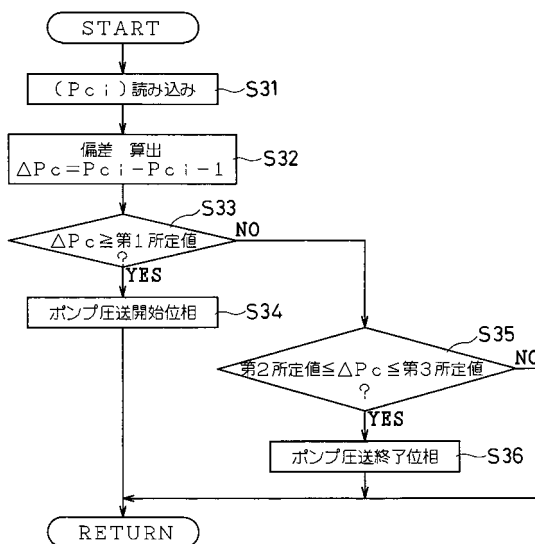 START
(Pci)読み込み
S31
偏差 算出
△Pc=Pci-Pci-1
S32
S33
△Pc≧第1所定値
?
NO
YES
ポンプ圧送開始位相
S34
S35
第2所定値≦△Pc≦第3所定値
?
NO
YES
ポンプ圧送終了位相
S36
RETURN